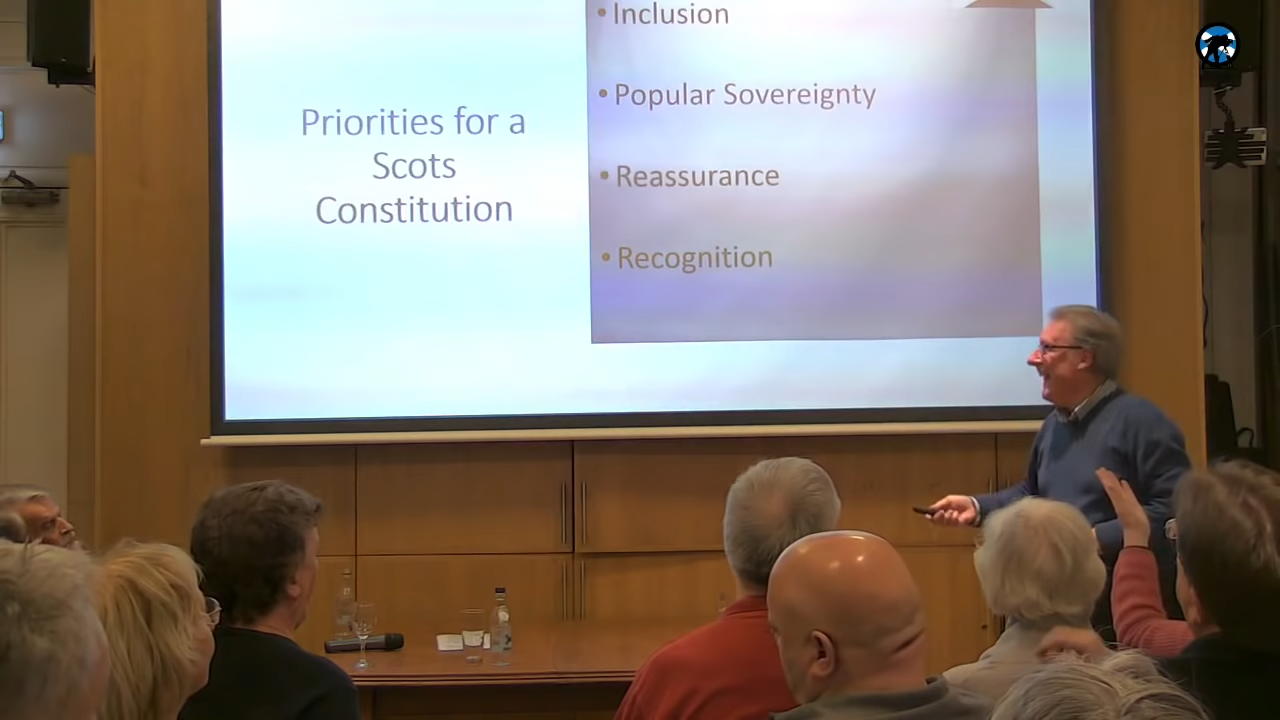 Priorities for a
Scots
Constitution
• Inclusion
• Popular Sovereignty
• Reassurance
• Recognition